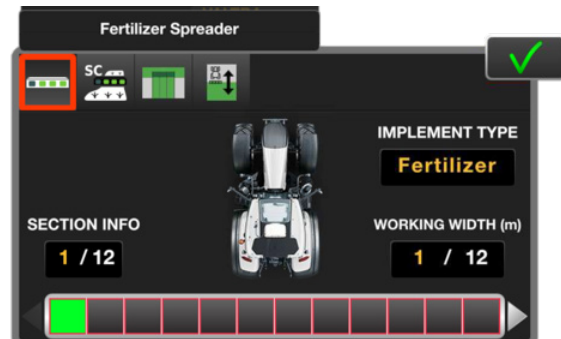 Fertilizer Spreader
SC
IMPLEMENT TYPE
Fertilizer
SECTION INFO
1 / 12
WORKING WIDTH (m)
1 / 12